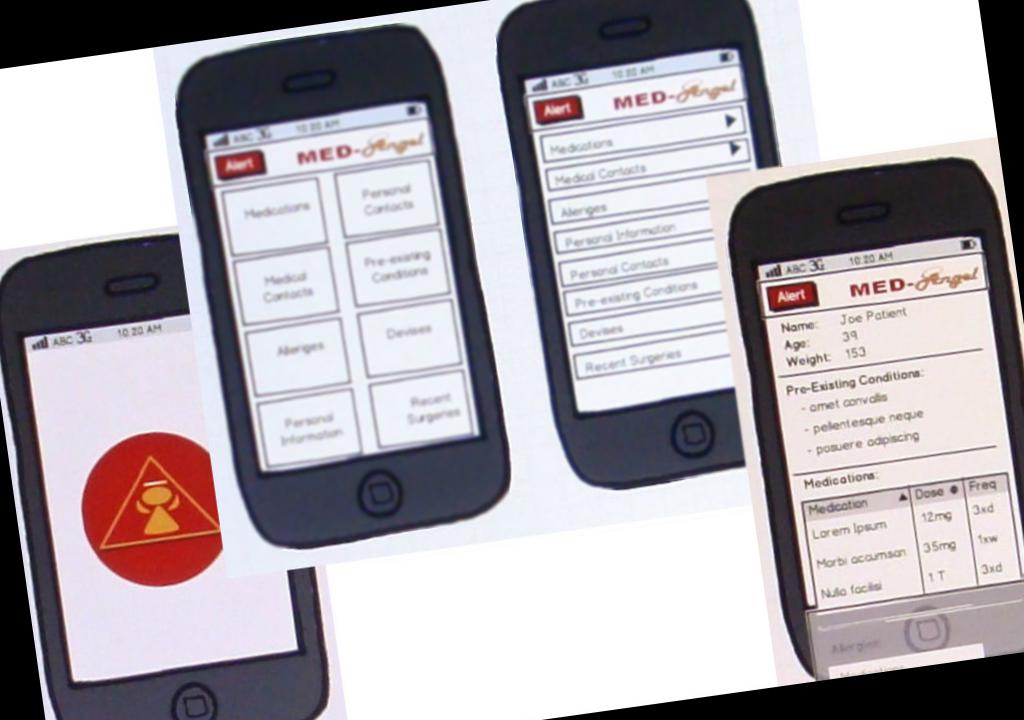 ABC 3G 10:20 AM
ABC 3G 10:20 AM
Alert MED-Angel
Medications
Personal
Contacts
Medical
Contacts
Pre-existing
Conditions
Alleriges
Devises
Personal
Information
Recent
Surgeries
ABC 3G 10:20 AM
Alert MED-Angel
Medications
Medical Contacts
Alleriges
Personal Information
Personal Contacts
Pre-existing Conditions
Devises
Recent Surgeries
ABC 3G 10:20 AM
Alert MED-Angel
Name: Joe Patient
Age: 39
Weight: 153
Pre-Existing Conditions:
- amet convallis
- pellentesque neque
- posuere adipiscing
Medications:
Medication Dose Freq
Lorem Ipsum 12mg 3xd
Morbi accumsan 35mg 1xw
Nulla facilisi 1 T 3xd
Allergies:
Medications